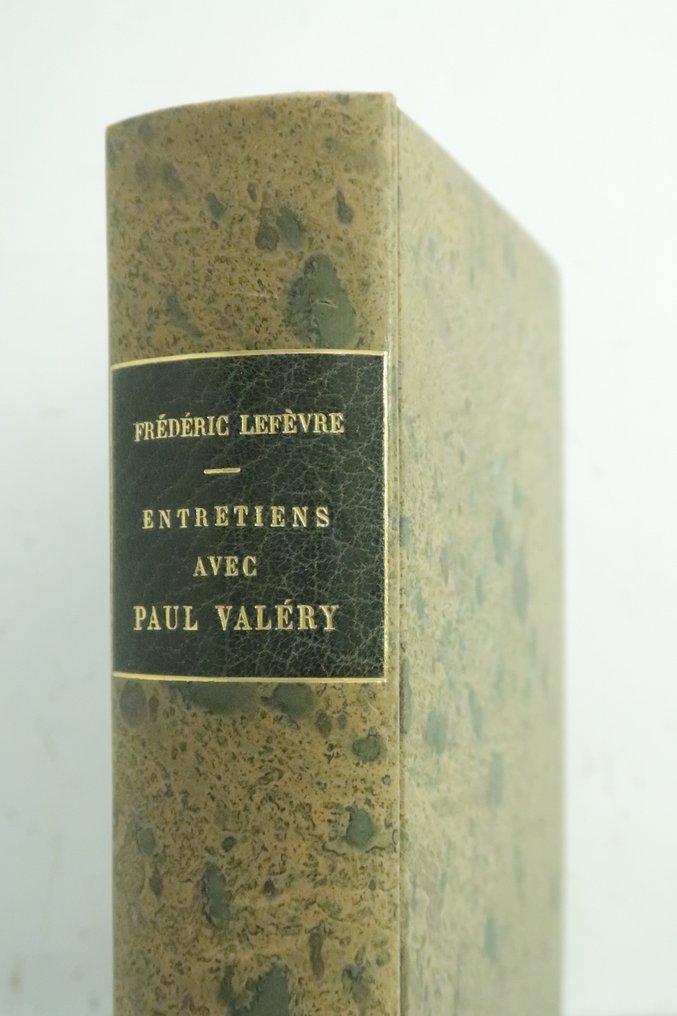 FRÉDÉRIC LEFÈVRE
ENTRETIENS
AVEC
PAUL VALÉRY